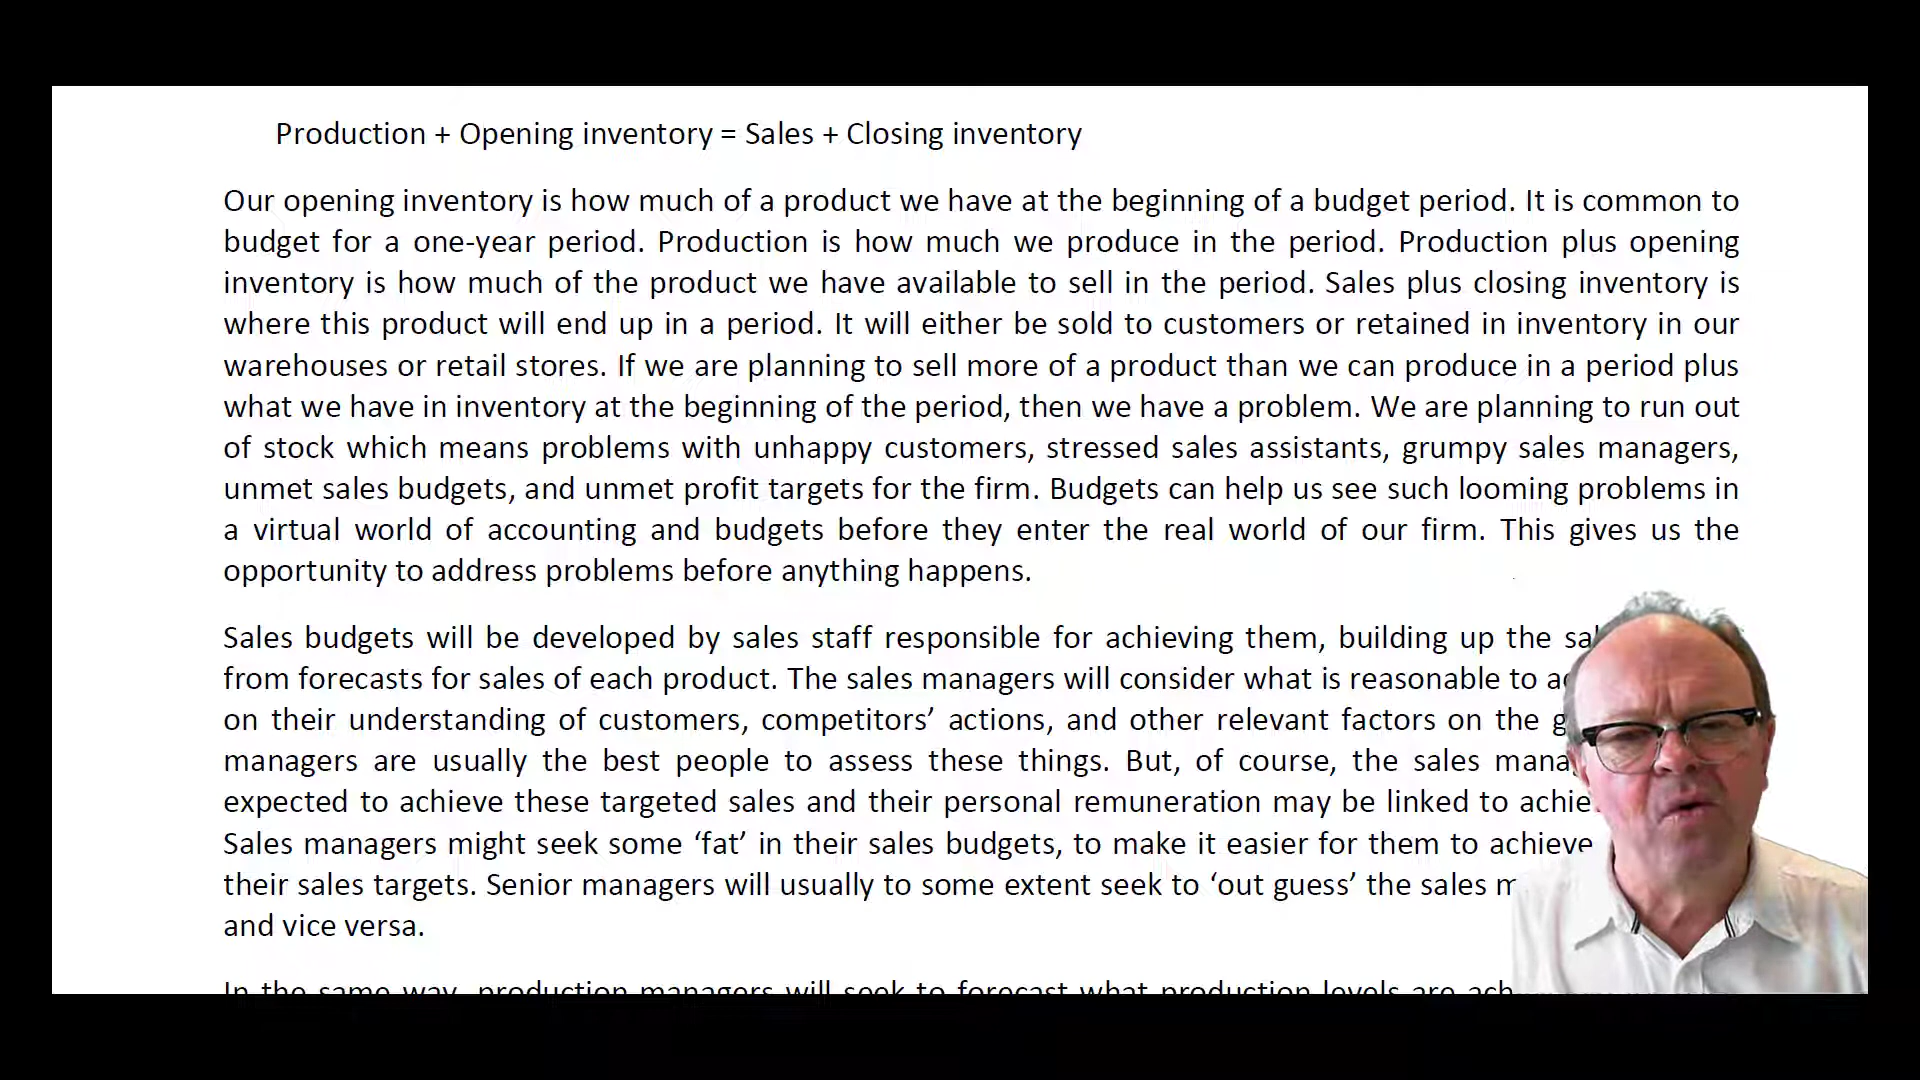 Production + Opening inventory = Sales + Closing inventory
Our opening inventory is how much of a product we have at the beginning of a budget period. It is common to
budget for a one-year period. Production is how much we produce in the period. Production plus opening
inventory is how much of the product we have available to sell in the period. Sales plus closing inventory is
where this product will end up in a period. It will either be sold to customers or retained in inventory in our
warehouses or retail stores. If we are planning to sell more of a product than we can produce in a period plus
what we have in inventory at the beginning of the period, then we have a problem. We are planning to run out
of stock which means problems with unhappy customers, stressed sales assistants, grumpy sales managers,
unmet sales budgets, and unmet profit targets for the firm. Budgets can help us see such looming problems in
a virtual world of accounting and budgets before they enter the real world of our firm. This gives us the
opportunity to address problems before anything happens.
Sales budgets will be developed by sales staff responsible for achieving them, building up the
from forecasts for sales of each product. The sales managers will consider what is reasonable to
on their understanding of customers, competitors’ actions, and other relevant factors on the
managers are usually the best people to assess these things. But, of course, the sales
expected to achieve these targeted sales and their personal remuneration may be linked to
Sales managers might seek some ‘fat’ in their sales budgets, to make it easier for them to achieve
their sales targets. Senior managers will usually to some extent seek to ‘out guess’ the sales
and vice versa.
In the same way, production managers will seek to forecast what production levels are